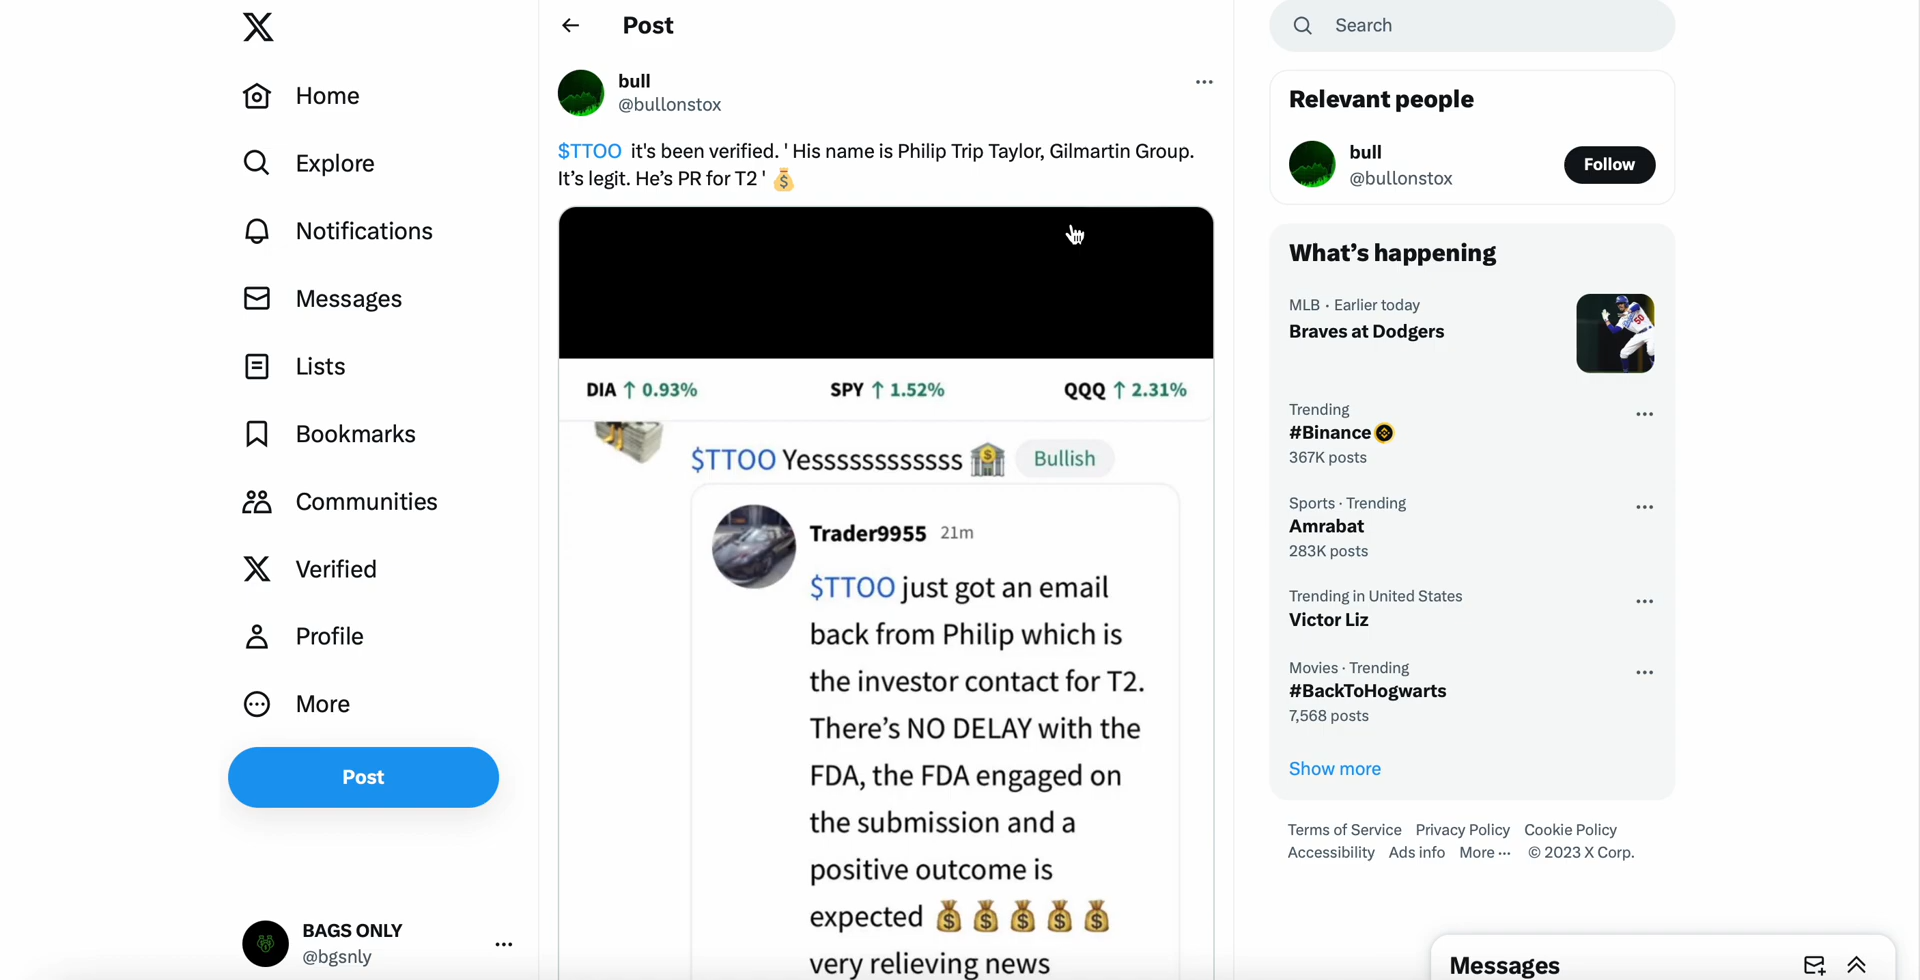 X
Home
Explore
Notifications
Messages
Lists
Bookmarks
Communities
Verified
Profile
More
Post
BAGS ONLY
@bgsnly
Post
bull
@bullonstox
$TTOO it's been verified. ' His name is Philip Trip Taylor, Gilmartin Group.
It’s legit. He’s PR for T2 '
DIA ↑ 0.93% SPY ↑ 1.52% QQQ ↑ 2.31%
$TTOO Yessssssssssss Bullish
Trader9955 21m
$TTOO just got an email
back from Philip which is
the investor contact for T2.
There’s NO DELAY with the
FDA, the FDA engaged on
the submission and a
positive outcome is
expected 💰💰💰💰💰
very relieving news
Search
Relevant people
bull
@bullonstox
Follow
What’s happening
MLB · Earlier today
Braves at Dodgers
Trending
#Binance
367K posts
Sports · Trending
Amrabat
283K posts
Trending in United States
Victor Liz
Movies · Trending
#BackToHogwarts
7,568 posts
Show more
Terms of Service Privacy Policy Cookie Policy
Accessibility Ads info More ··· © 2023 X Corp.
Messages